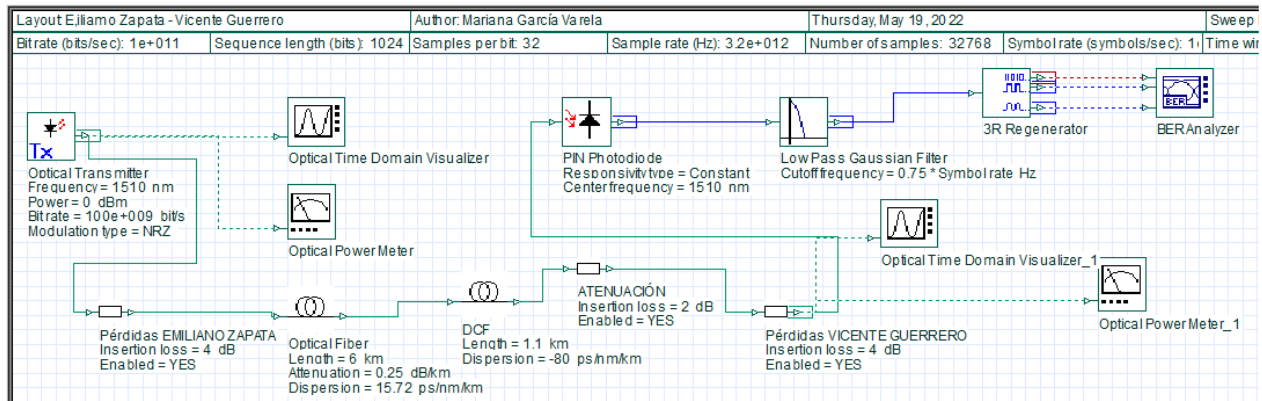 Layout: E,iliamo Zapata - Vicente Guerrero
Author: Mariana García Varela
Thursday, May 19, 2022
Sweep
Bit rate (bits/sec): 1e+011
Sequence length (bits): 1024
Samples per bit: 32
Sample rate (Hz): 3.2e+012
Number of samples: 32768
Symbol rate (symbols/sec): 1
Time wi
Tx
Optical Transmitter
Frequency = 1510 nm
Power = 0 dBm
Bit rate = 100e+009 bit/s
Modulation type = NRZ
Optical Time Domain Visualizer
Optical Power Meter
PIN Photodiode
Responsivity type = Constant
Center frequency = 1510 nm
Low Pass Gaussian Filter
Cutoff frequency = 0.75 * Symbol rate Hz
3R Regenerator
BER
BER Analyzer
Optical Time Domain Visualizer_1
Optical Power Meter_1
Pérdidas EMILIANO ZAPATA
Insertion loss = 4 dB
Enabled = YES
Optical Fiber
Length = 6 km
Attenuation = 0.25 dB/km
Dispersion = 15.72 ps/nm/km
DCF
Length = 1.1 km
Dispersion = -80 ps/nm/km
ATENUACIÓN
Insertion loss = 2 dB
Enabled = YES
Pérdidas VICENTE GUERRERO
Insertion loss = 4 dB
Enabled = YES